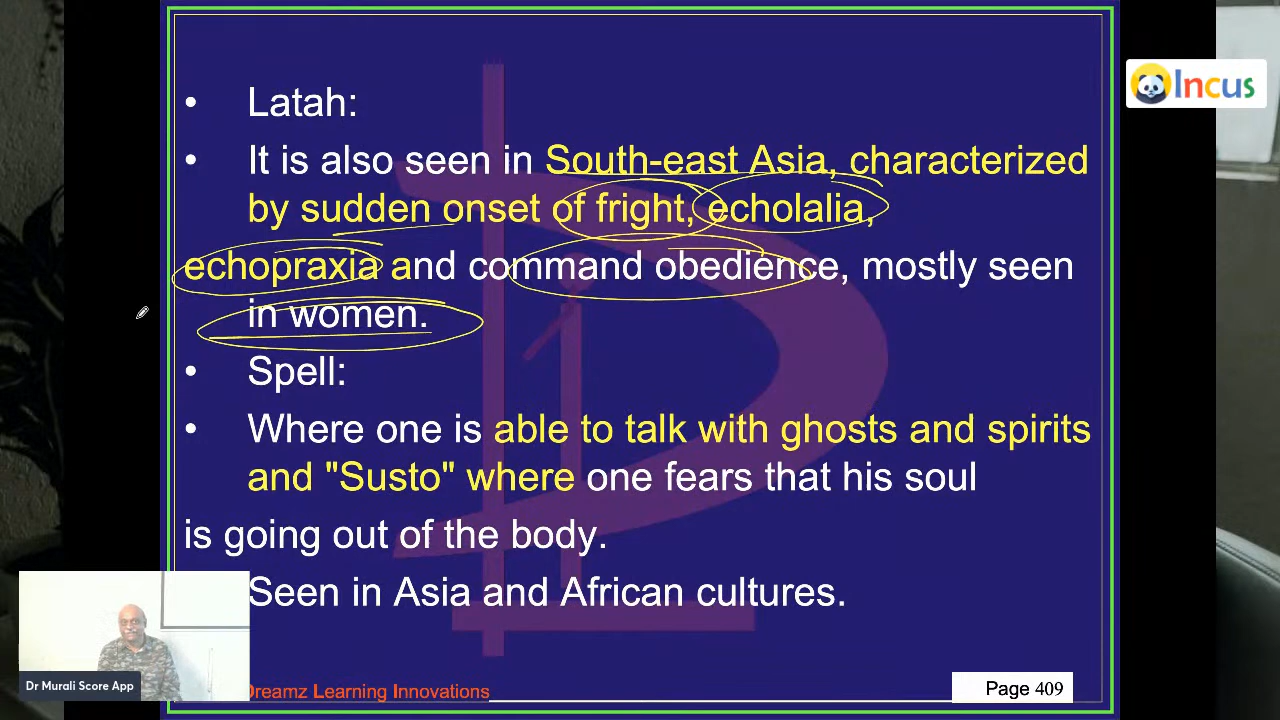 Incus
• Latah:
• It is also seen in South-east Asia, characterized
by sudden onset of fright, echolalia,
echopraxia and command obedience, mostly seen
in women.
• Spell:
• Where one is able to talk with ghosts and spirits
and "Susto" where one fears that his soul
is going out of the body.
Seen in Asia and African cultures.
Dr Murali Score App
Dreamz Learning Innovations
Page 409